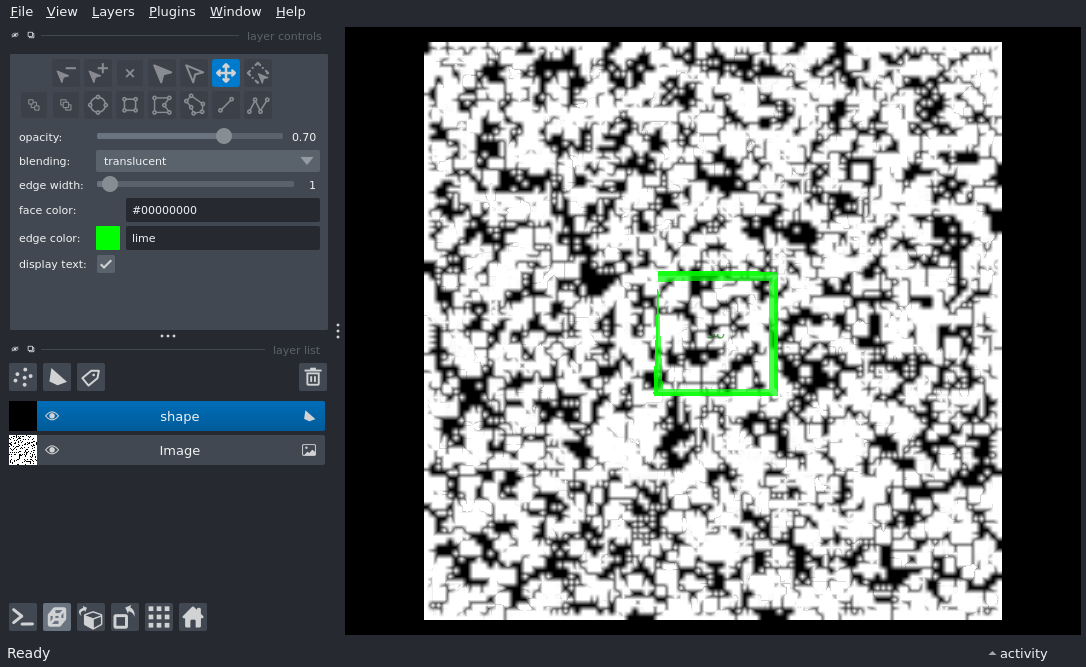 File View Layers Plugins Window Help
layer controls
opacity: 0.70
blending: translucent
edge width: 1
face color: #00000000
edge color: lime
display text:
layer list
shape
Image
Ready
activity